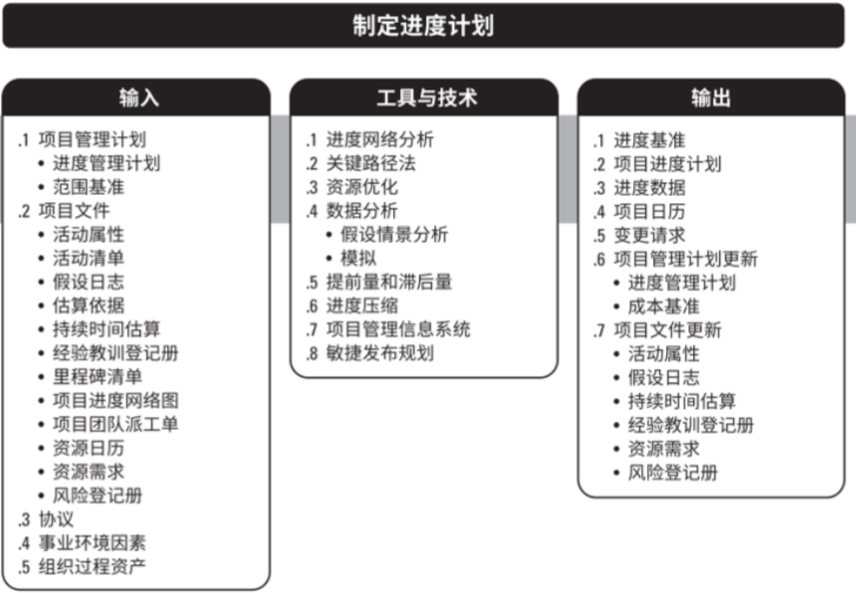 制定进度计划
输入
.1 项目管理计划
• 进度管理计划
• 范围基准
.2 项目文件
• 活动属性
• 活动清单
• 假设日志
• 估算依据
• 持续时间估算
• 经验教训登记册
• 里程碑清单
• 项目进度网络图
• 项目团队派工单
• 资源日历
• 资源需求
• 风险登记册
.3 协议
.4 事业环境因素
.5 组织过程资产
工具与技术
.1 进度网络分析
.2 关键路径法
.3 资源优化
.4 数据分析
• 假设情景分析
• 模拟
.5 提前量和滞后量
.6 进度压缩
.7 项目管理信息系统
.8 敏捷发布规划
输出
.1 进度基准
.2 项目进度计划
.3 进度数据
.4 项目日历
.5 变更请求
.6 项目管理计划更新
• 进度管理计划
• 成本基准
.7 项目文件更新
• 活动属性
• 假设日志
• 持续时间估算
• 经验教训登记册
• 资源需求
• 风险登记册